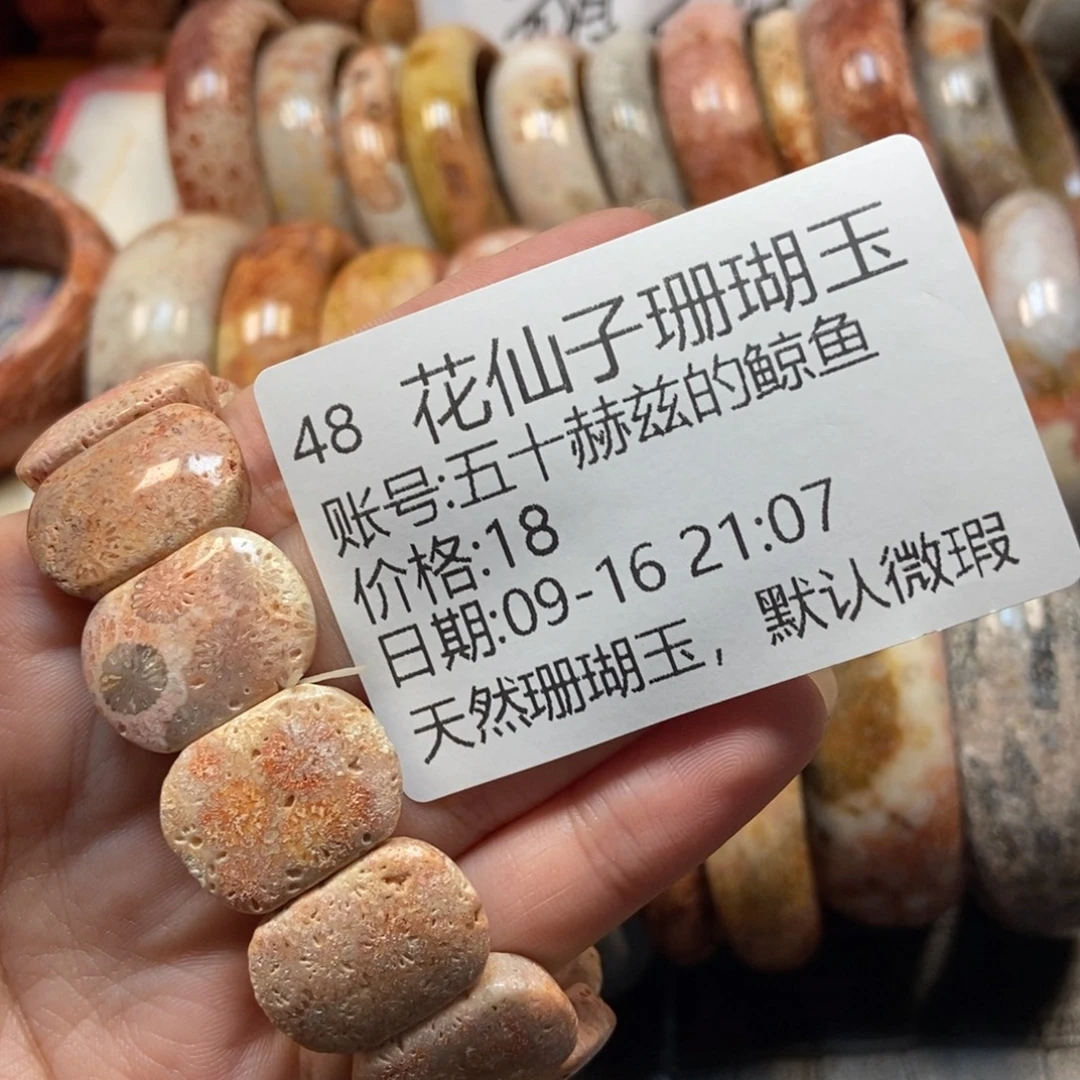 48 花仙子珊瑚玉
账号:五十赫兹的鲸鱼
价格:18
日期:09-16 21:07
天然珊瑚玉，默认微瑕